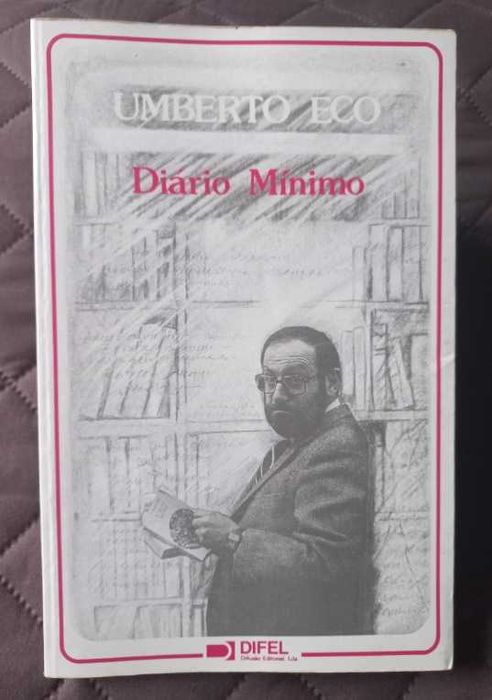 UMBERTO ECO
Diário Mínimo
DIFEL
Difusão Editorial, Lda